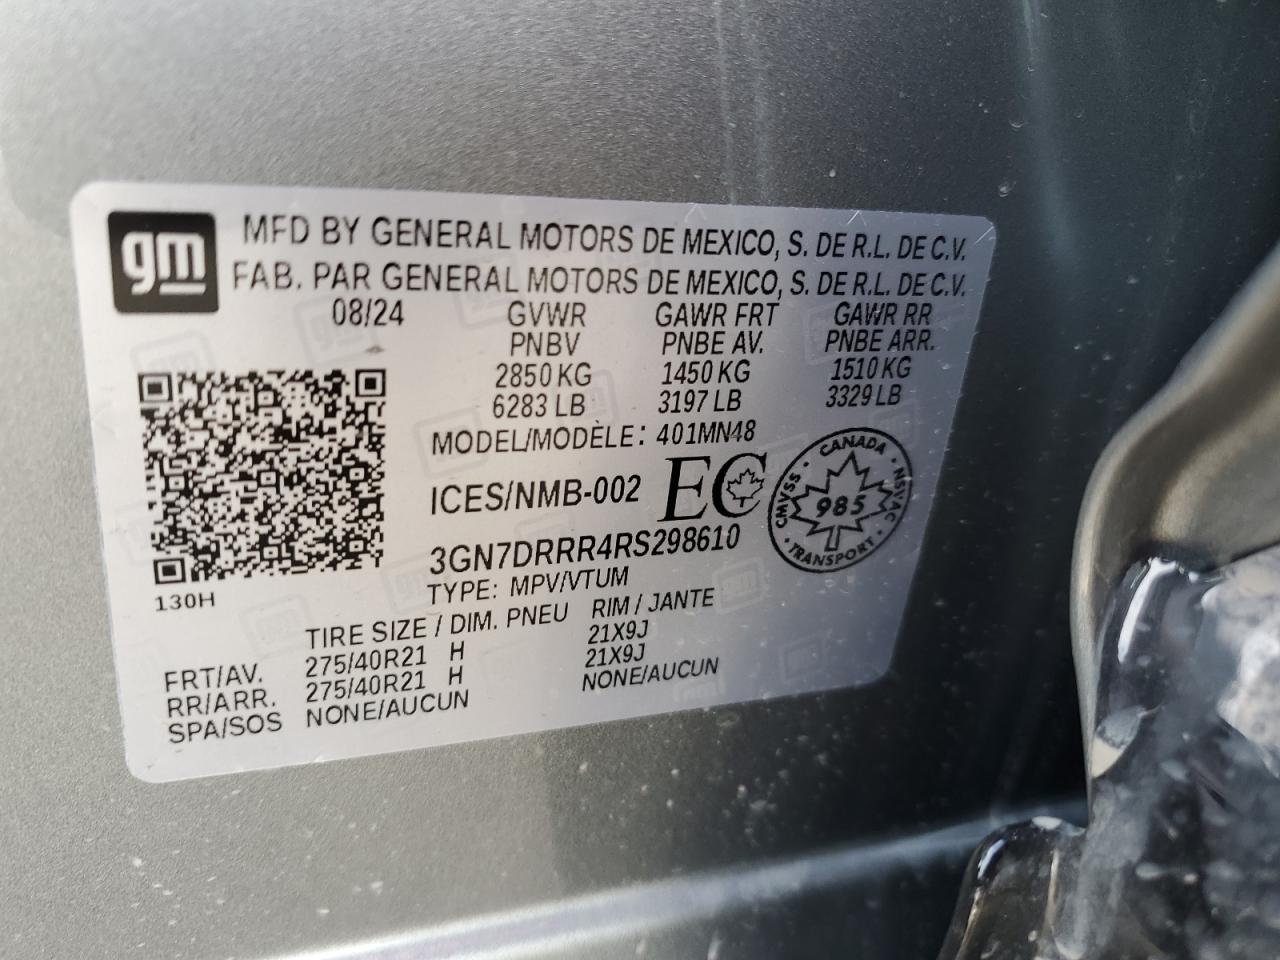 gm
MFD BY GENERAL MOTORS DE MEXICO, S. DE R.L. DE C.V.
FAB. PAR GENERAL MOTORS DE MEXICO, S. DE R.L. DE C.V.
08/24 GVWR GAWR FRT GAWR RR
PNBV PNBE AV. PNBE ARR.
2850 KG 1450 KG 1510 KG
6283 LB 3197 LB 3329 LB
MODEL/MODÈLE: 401MN48
ICES/NMB-002 EC
CANADA
CMVSS 985 NSVAC
TRANSPORT
3GN7DRRR4RS298610
TYPE: MPV/VTUM
130H
TIRE SIZE / DIM. PNEU RIM / JANTE
FRT/AV. 275/40R21 H 21X9J
RR/ARR. 275/40R21 H 21X9J
SPA/SOS NONE/AUCUN NONE/AUCUN